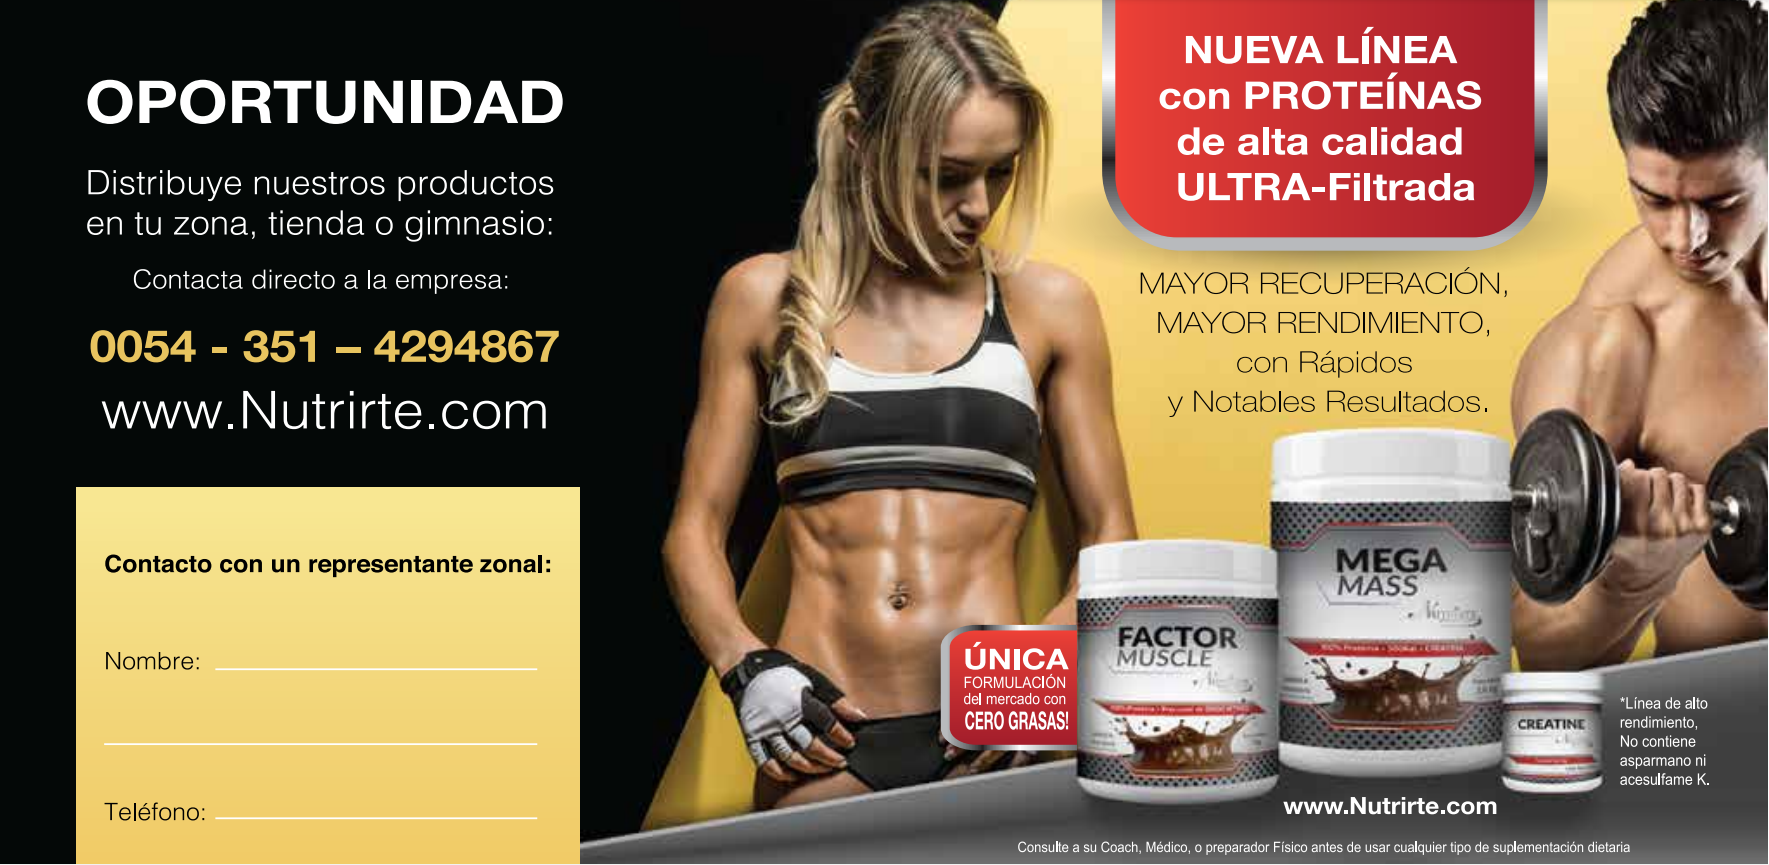 OPORTUNIDAD
Distribuye nuestros productos
en tu zona, tienda o gimnasio:
Contacta directo a la empresa:
0054 - 351 – 4294867
www.Nutrirte.com
Contacto con un representante zonal:
Nombre:
Teléfono:
NUEVA LÍNEA
con PROTEÍNAS
de alta calidad
ULTRA-Filtrada
MAYOR RECUPERACIÓN,
MAYOR RENDIMIENTO,
con Rápidos
y Notables Resultados.
ÚNICA
FORMULACIÓN
del mercado con
CERO GRASAS!
FACTOR
MUSCLE
MEGA
MASS
CREATINE
*Línea de alto
rendimiento,
No contiene
asparmano ni
acesulfame K.
www.Nutrirte.com
Consulte a su Coach, Médico, o preparador Físico antes de usar cualquier tipo de suplementación dietaria